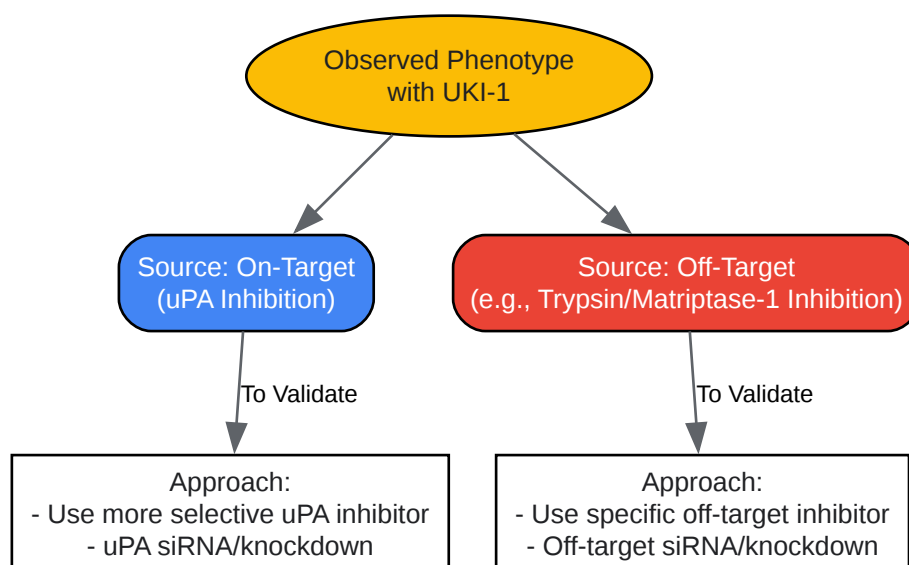 Observed Phenotype
with UKI-1
Source: On-Target
(uPA Inhibition)
Source: Off-Target
(e.g., Trypsin/Matriptase-1 Inhibition)
To Validate
To Validate
Approach:
- Use more selective uPA inhibitor
- uPA siRNA/knockdown
Approach:
- Use specific off-target inhibitor
- Off-target siRNA/knockdown